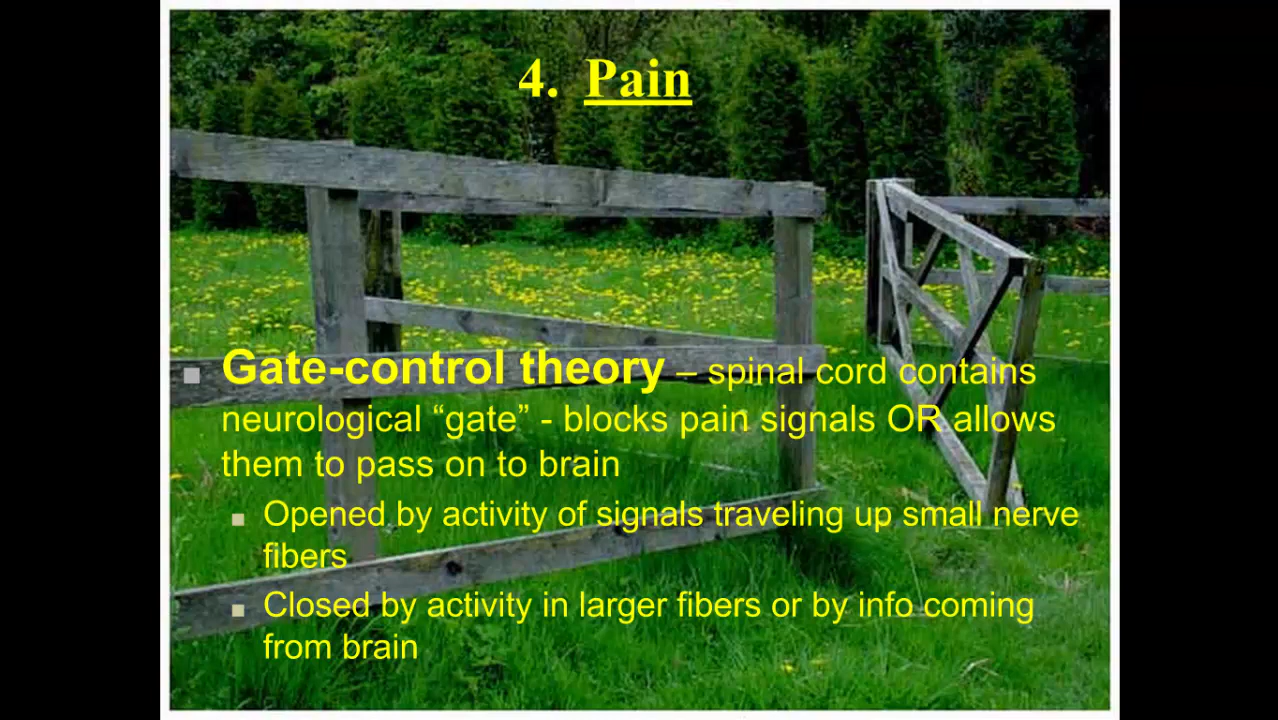 4. Pain
Gate-control theory – spinal cord contains
neurological “gate” - blocks pain signals OR allows
them to pass on to brain
Opened by activity of signals traveling up small nerve
fibers
Closed by activity in larger fibers or by info coming
from brain